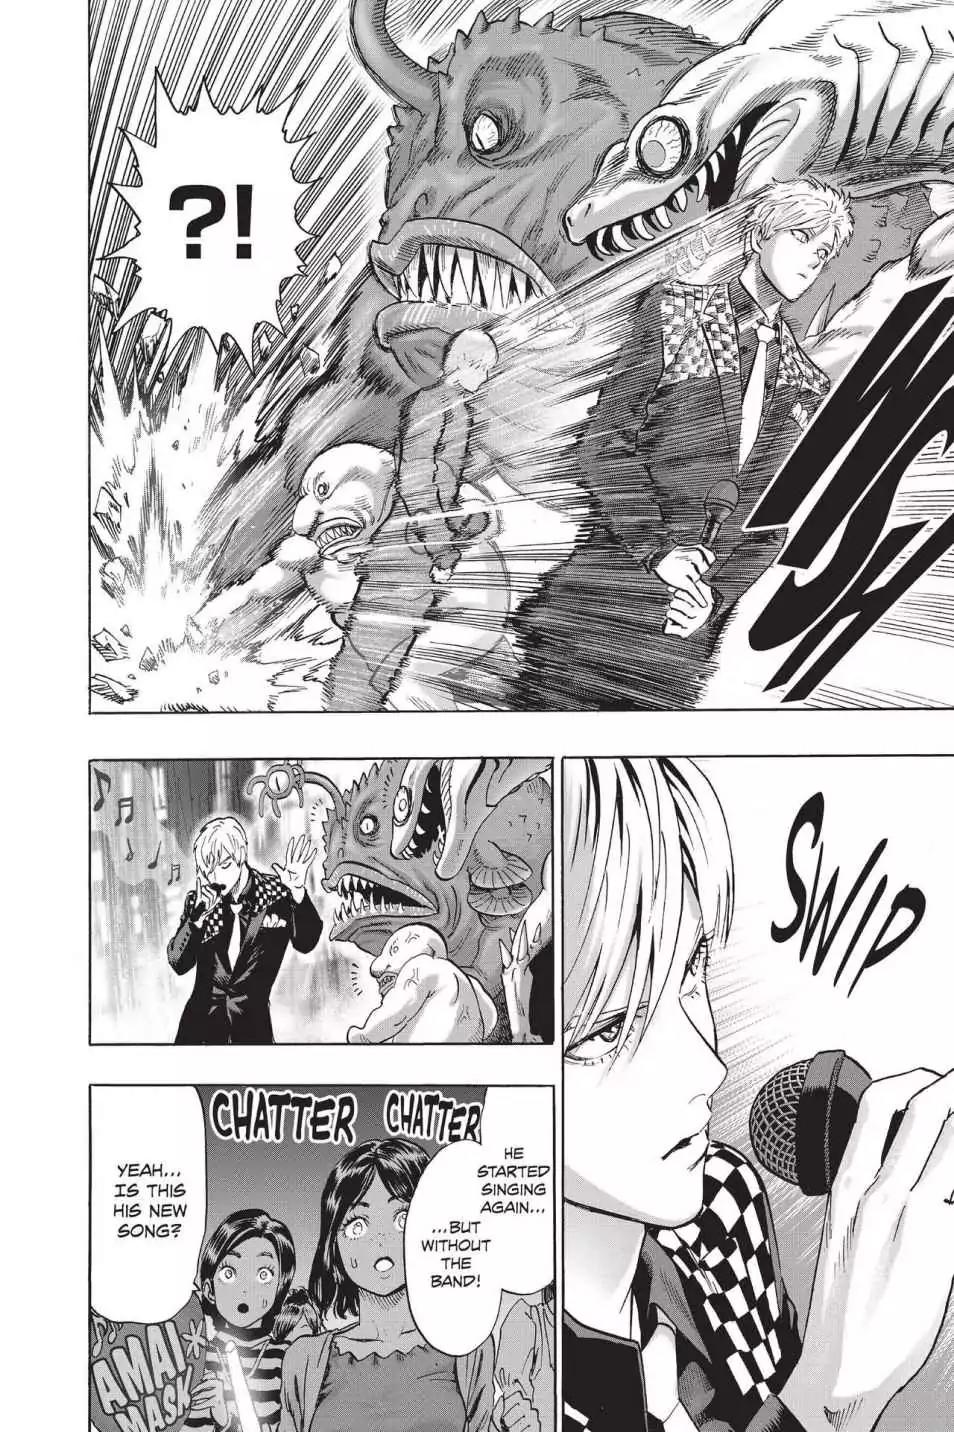 ?!
WSH
SWIP
CHATTER
CHATTER
HE
STARTED
SINGING
AGAIN...
...BUT
WITHOUT
THE
BAND!
YEAH...
IS THIS
HIS NEW
SONG?
AMAI
MASK